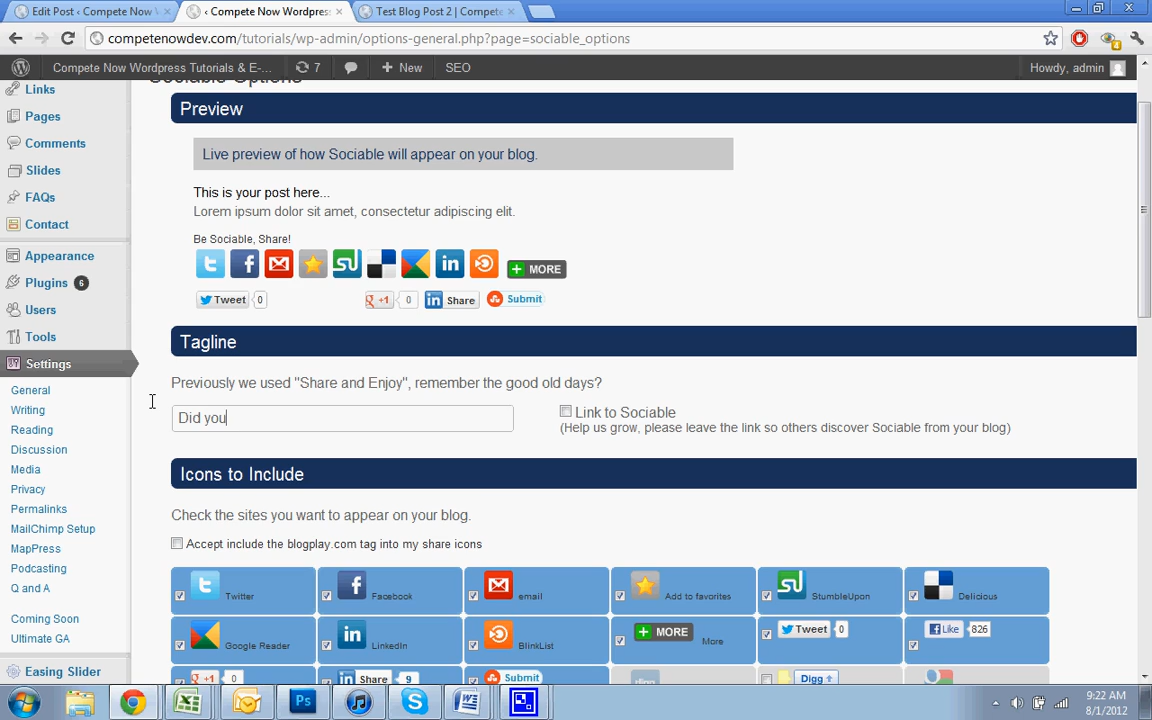 Edit Post ‹ Compete Now W
‹ Compete Now Wordpress
Test Blog Post 2 | Compete
competenowdev.com/tutorials/wp-admin/options-general.php?page=sociable_options
4
Compete Now Wordpress Tutorials & E-...
7
+ New
SEO
Howdy, admin
Sociable Options
Links
Pages
Comments
Slides
FAQs
Contact
Appearance
Plugins 6
Users
Tools
Settings
General
Writing
Reading
Discussion
Media
Privacy
Permalinks
MailChimp Setup
MapPress
Podcasting
Q and A
Coming Soon
Ultimate GA
Easing Slider
Preview
Live preview of how Sociable will appear on your blog.
This is your post here...
Lorem ipsum dolor sit amet, consectetur adipiscing elit.
Be Sociable, Share!
+ MORE
Tweet 0
g +1 0
in Share
Submit
Tagline
Previously we used "Share and Enjoy", remember the good old days?
Did you
Link to Sociable
(Help us grow, please leave the link so others discover Sociable from your blog)
Icons to Include
Check the sites you want to appear on your blog.
Accept include the blogplay.com tag into my share icons
Twitter
Facebook
email
Add to favorites
StumbleUpon
Delicious
Google Reader
LinkedIn
BlinkList
+ MORE More
Tweet 0
Like 826
+1 0
in Share 9
Submit
digg
Digg
9:22 AM
8/1/2012